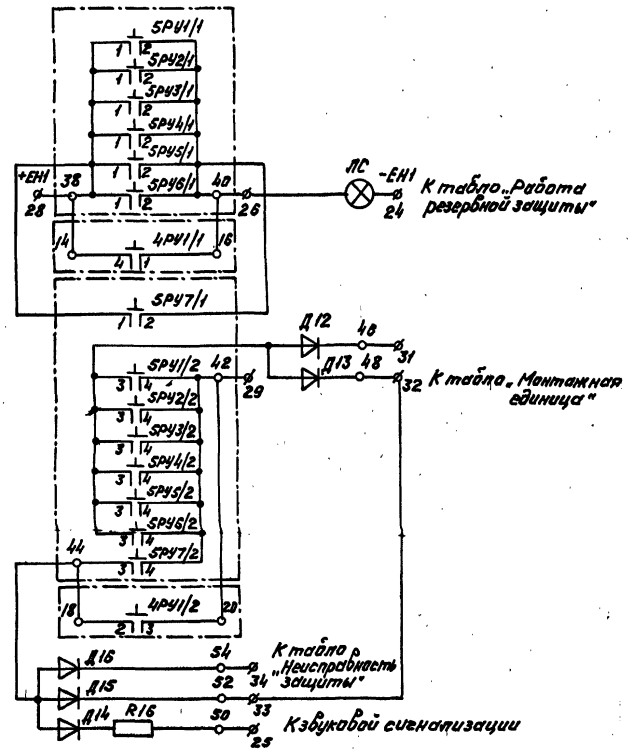 5РУ1/1
1 2
5РУ2/1
1 2
5РУ3/1
1 2
5РУ4/1
1 2
5РУ5/1
1 2
+ЕН1 38 5РУ6/1 40 ЛС -ЕН1
28 1 2 26 24
К табло „Работа
резервной защиты"
14 4РУ1/1 16
4 1
5РУ7/1
1 2
Д12 46
31
Д13 48
32
К табло „Монтажная
единица"
5РУ1/2 42
3 4 29
5РУ2/2
3 4
5РУ3/2
3 4
5РУ4/2
3 4
5РУ5/2
3 4
5РУ6/2
3 4
44 5РУ7/2
3 4
18 4РУ1/2 20
2 3
Д16 54
34
К табло
„Неисправность
защиты"
Д15 52
33
Д14 R16 50
25
К звуковой сигнализации